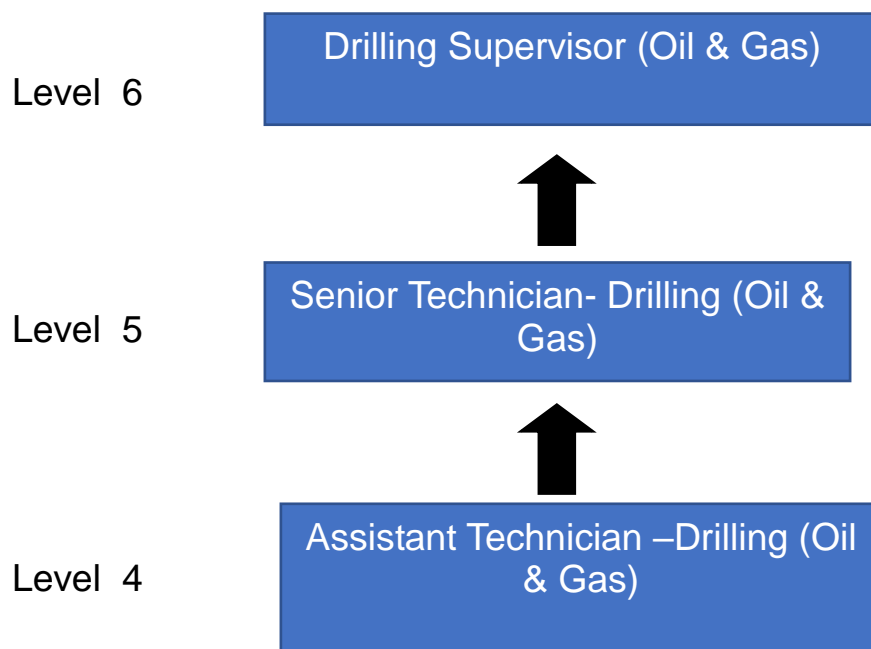 Drilling Supervisor (Oil & Gas)
Level 6
Senior Technician- Drilling (Oil &
Gas)
Level 5
Assistant Technician –Drilling (Oil
& Gas)
Level 4